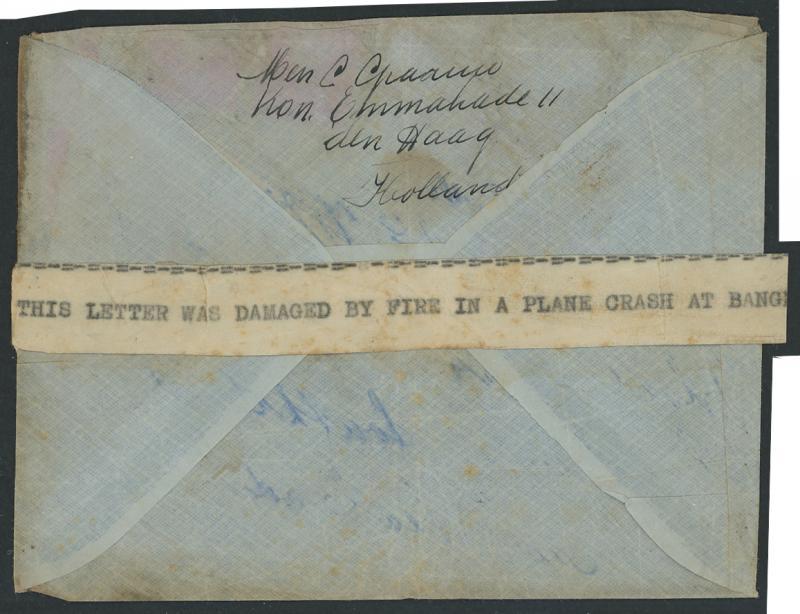 C
Kon. Emmakade 11
den Haag
Holland
THIS LETTER WAS DAMAGED BY FIRE IN A PLANE CRASH AT BANG